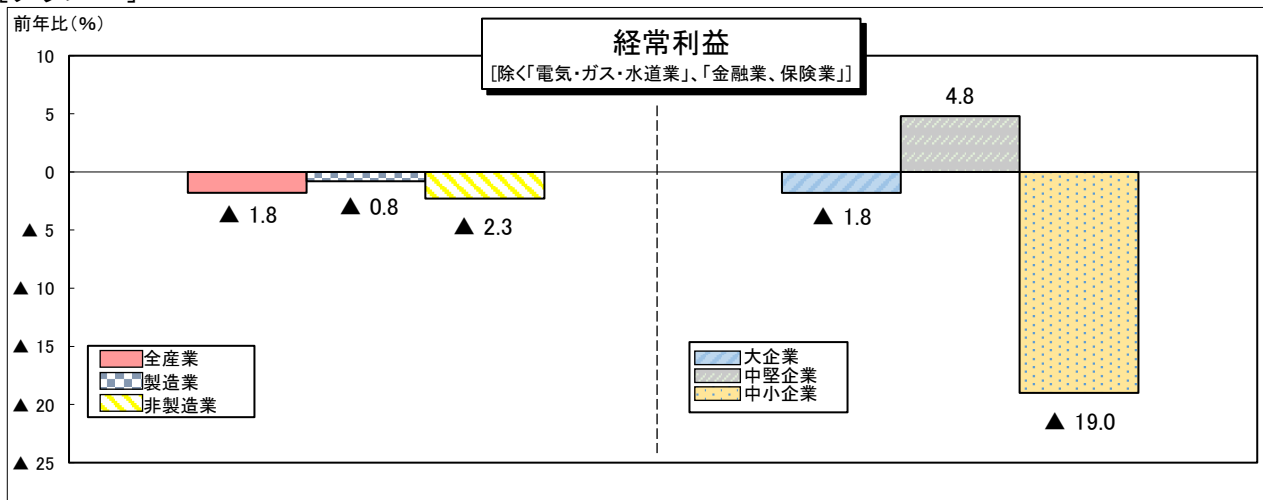 前年比(%)
経常利益
[除く「電気・ガス・水道業」、「金融業、保険業」]
10
5
0
▲ 5
▲ 10
▲ 15
▲ 20
▲ 25
▲ 1.8
▲ 0.8
▲ 2.3
▲ 1.8
4.8
▲ 19.0
全産業
製造業
非製造業
大企業
中堅企業
中小企業